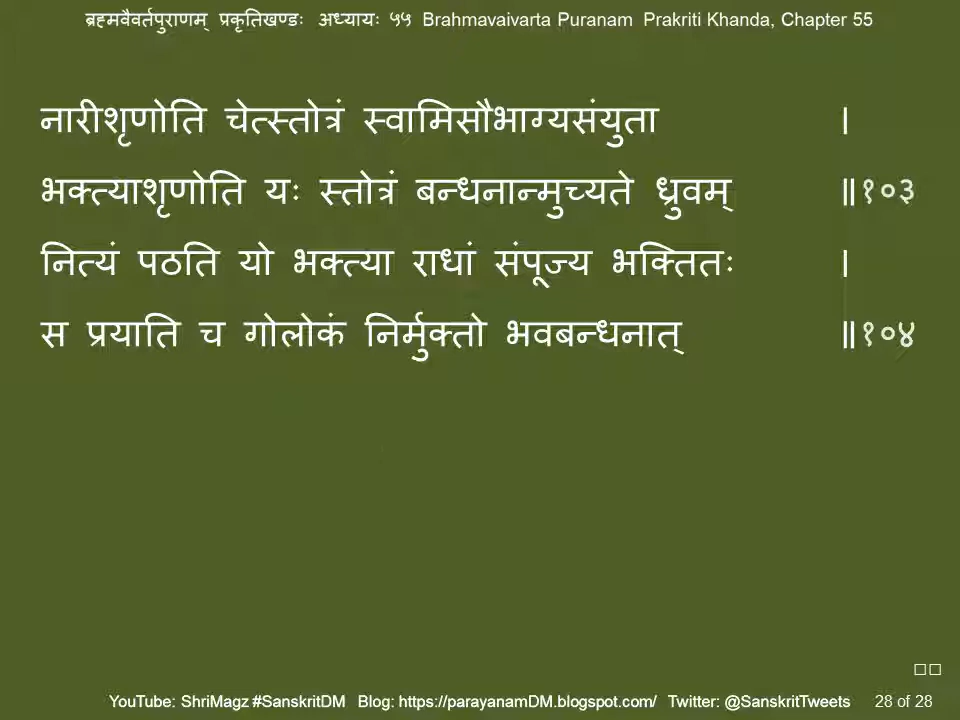 ब्रह्मवैवर्तपुराणम् प्रकृतिखण्डः अध्यायः ५५ Brahmavaivarta Puranam Prakriti Khanda, Chapter 55
नारीशृणोति चेत्स्तोत्रं स्वामिसौभाग्यसंयुता ।
भक्त्याशृणोति यः स्तोत्रं बन्धनान्मुच्यते ध्रुवम् ॥१०३
नित्यं पठति यो भक्त्या राधां संपूज्य भक्तितः ।
स प्रयाति च गोलोकं निर्मुक्तो भवबन्धनात् ॥१०४
YouTube: ShriMagz #SanskritDM Blog: https://parayanamDM.blogspot.com/ Twitter: @SanskritTweets 28 of 28